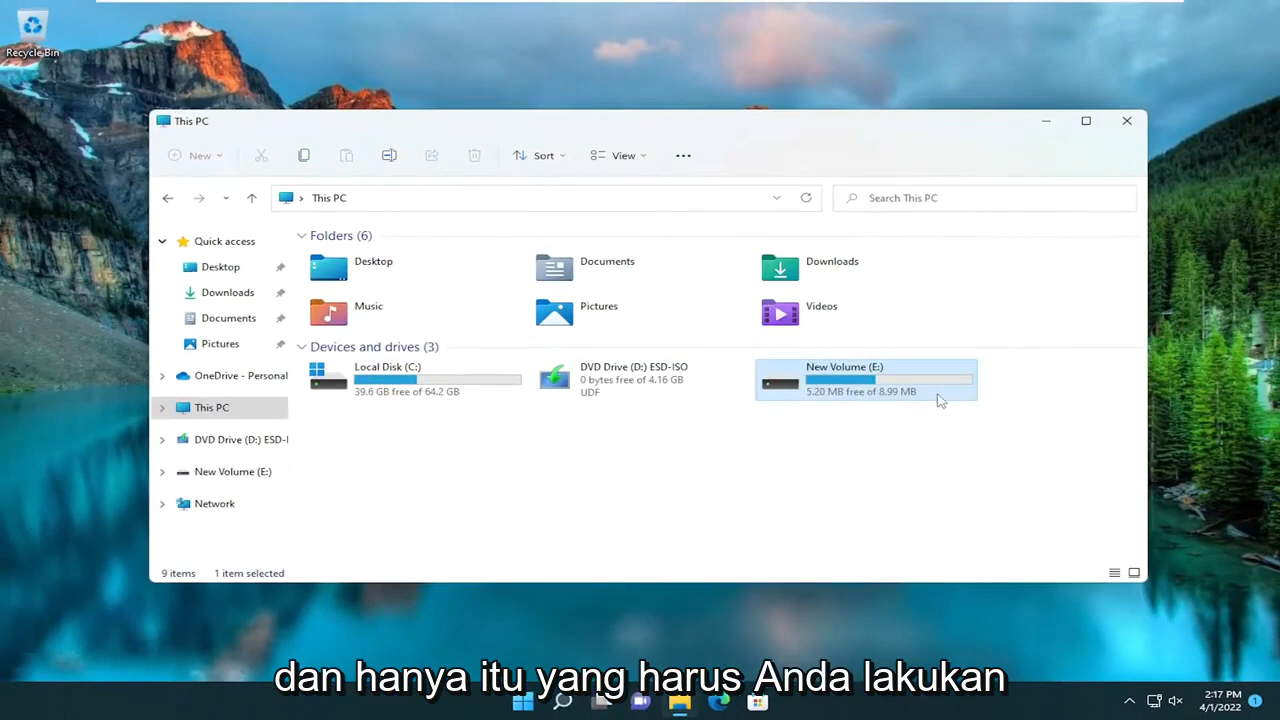 Recycle Bin
This PC
New
Sort
View
This PC
Search This PC
Quick access
Desktop
Downloads
Documents
Pictures
OneDrive - Personal
This PC
DVD Drive (D:) ESD-I
New Volume (E:)
Network
Folders (6)
Desktop
Documents
Downloads
Music
Pictures
Videos
Devices and drives (3)
Local Disk (C:)
39.6 GB free of 64.2 GB
DVD Drive (D:) ESD-ISO
0 bytes free of 4.16 GB
UDF
New Volume (E:)
5.20 MB free of 8.99 MB
9 items
1 item selected
dan hanya itu yang harus Anda lakukan
2:17 PM
4/1/2022
1